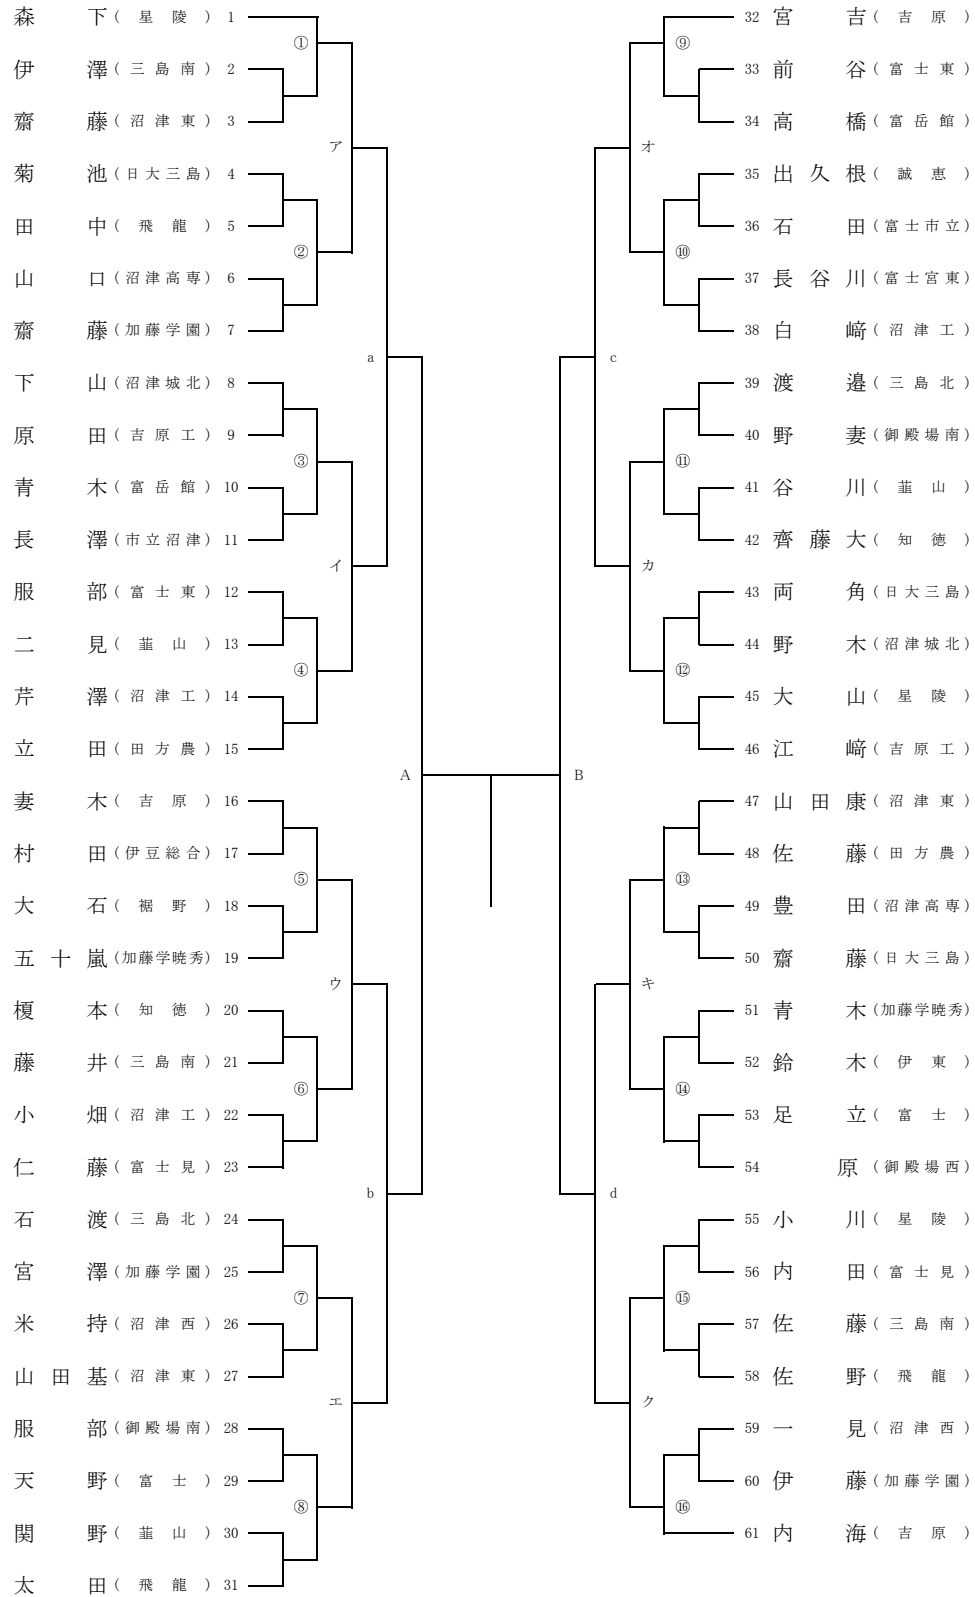 森下（星陵）1
①
伊澤（三島南）2
齋藤（沼津東）3
ア
菊池（日大三島）4
田中（飛龍）5
②
山口（沼津高専）6
齋藤（加藤学園）7
a
下山（沼津城北）8
原田（吉原工）9
③
青木（富岳館）10
長澤（市立沼津）11
イ
服部（富士東）12
二見（韮山）13
④
芹澤（沼津工）14
立田（田方農）15
A
妻木（吉原）16
村田（伊豆総合）17
⑤
大石（裾野）18
五十嵐（加藤学暁秀）19
ウ
榎本（知徳）20
藤井（三島南）21
⑥
小畑（沼津工）22
仁藤（富士見）23
b
石渡（三島北）24
宮澤（加藤学園）25
⑦
米持（沼津西）26
山田基（沼津東）27
エ
服部（御殿場南）28
天野（富士）29
⑧
関野（韮山）30
太田（飛龍）31
32 宮吉（吉原）
⑨
33 前谷（富士東）
34 高橋（富岳館）
オ
35 出久根（誠恵）
36 石田（富士市立）
⑩
37 長谷川（富士宮東）
38 白﨑（沼津工）
c
39 渡邉（三島北）
40 野妻（御殿場南）
⑪
41 谷川（韮山）
42 齊藤大（知徳）
カ
43 両角（日大三島）
44 野木（沼津城北）
⑫
45 大山（星陵）
46 江﨑（吉原工）
B
47 山田康（沼津東）
48 佐藤（田方農）
⑬
49 豊田（沼津高専）
50 齋藤（日大三島）
キ
51 青木（加藤学暁秀）
52 鈴木（伊東）
⑭
53 足立（富士）
54 原（御殿場西）
d
55 小川（星陵）
56 内田（富士見）
⑮
57 佐藤（三島南）
58 佐野（飛龍）
ク
59 一見（沼津西）
60 伊藤（加藤学園）
⑯
61 内海（吉原）